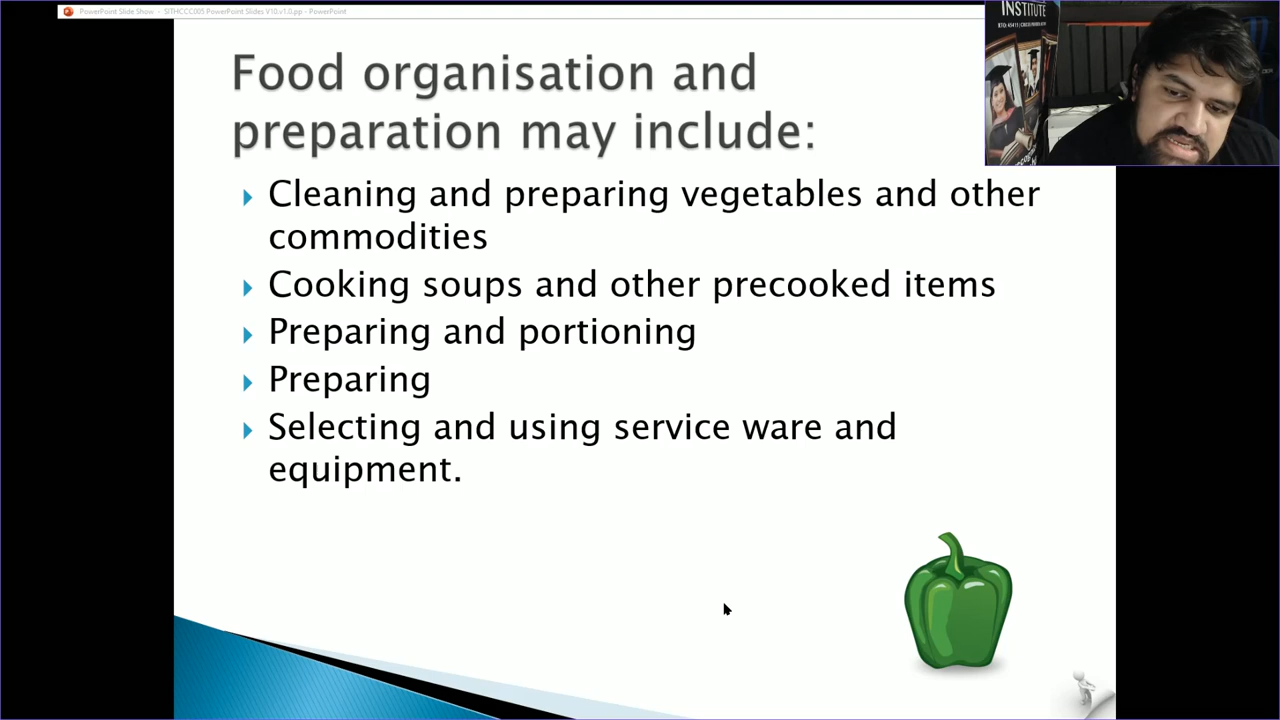 PowerPoint Slide Show - SITHCCC005 PowerPoint Slides V10.v1.0.pp - PowerPoint
INSTITUTE
Food organisation and
preparation may include:
Cleaning and preparing vegetables and other
commodities
Cooking soups and other precooked items
Preparing and portioning
Preparing
Selecting and using service ware and
equipment.